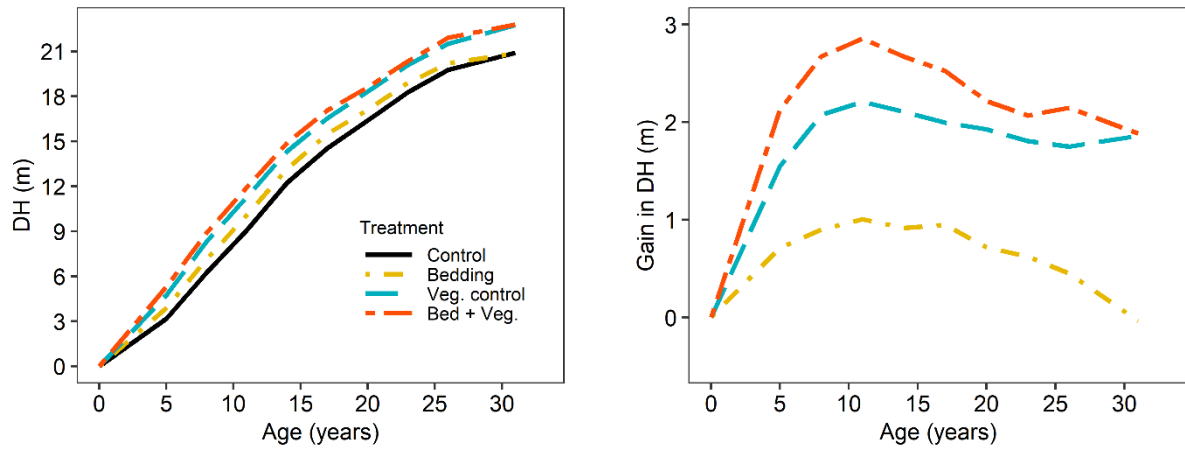 21
18
15
12
9
6
3
0
DH (m)
Treatment
Control
Bedding
Veg. control
Bed + Veg.
0 5 10 15 20 25 30
Age (years)
3
2
1
0
Gain in DH (m)
0 5 10 15 20 25 30
Age (years)